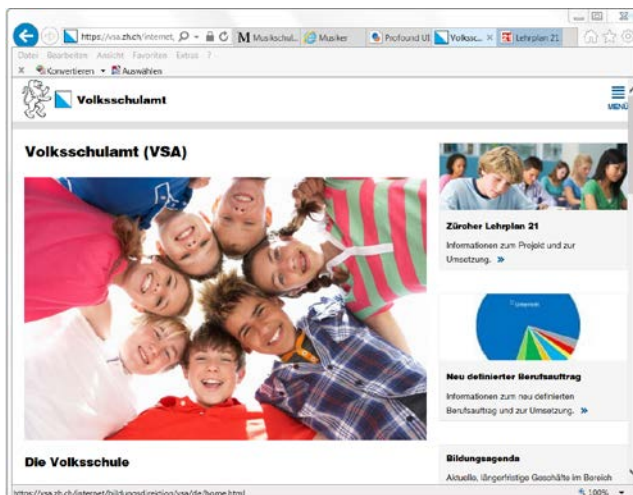 https://vsa.zh.ch/internet,
Musikschul...
Musiker
Profound UI
Volkssc...
Lehrplan 21
Datei Bearbeiten Ansicht Favoriten Extras ?
x Konvertieren Auswählen
Volksschulamt
MENÜ
Volksschulamt (VSA)
Die Volksschule
Zürcher Lehrplan 21
Informationen zum Projekt und zur
Umsetzung. »
Unterricht
Neu definierter Berufsauftrag
Informationen zum neu definierten
Berufsauftrag und zur Umsetzung. »
Bildungsagenda
Aktuelle, längerfristige Geschäfte im Bereich
https://vsa.zh.ch/internet/bildungsdirektion/vsa/de/home.html
100%